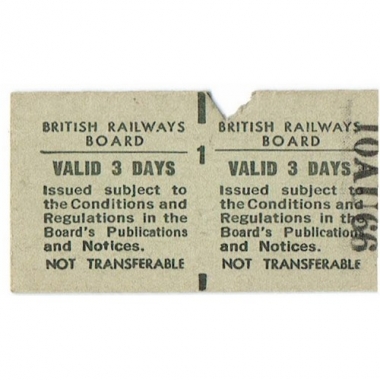 BRITISH RAILWAYS
BOARD
VALID 3 DAYS
Issued subject to
the Conditions and
Regulations in the
Board's Publications
and Notices.
NOT TRANSFERABLE
1
BRITISH RAILWAYS
BOARD
VALID 3 DAYS
Issued subject to
the Conditions and
Regulations in the
Board's Publications
and Notices.
NOT TRANSFERABLE
10AU66